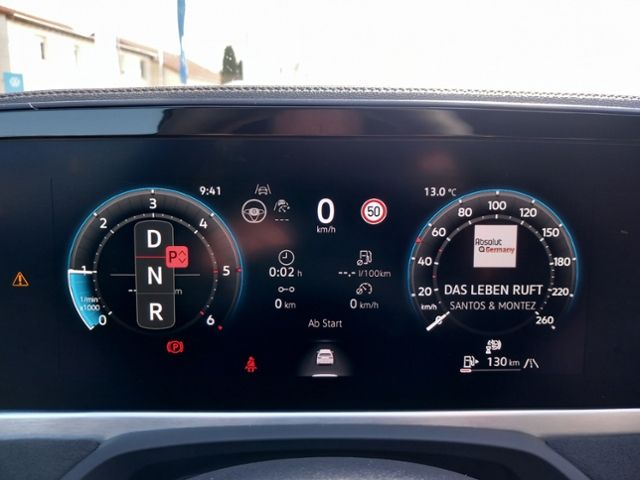 9:41
13.0 °C
0
km/h
50
0 1 2 3 4 5 6
1/min
x1000
D
N
R
P
--- km
0:02 h
--.- l/100km
0 km
0 km/h
Ab Start
0 20 40 60 80 100 120 150 180 220 260
Absolut
Germany
DAS LEBEN RUFT
SANTOS & MONTEZ
P
130 km